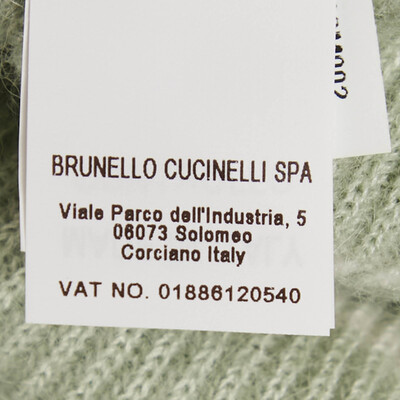 BRUNELLO CUCINELLI SPA
Viale Parco dell'Industria, 5
06073 Solomeo
Corciano Italy
VAT NO. 01886120540